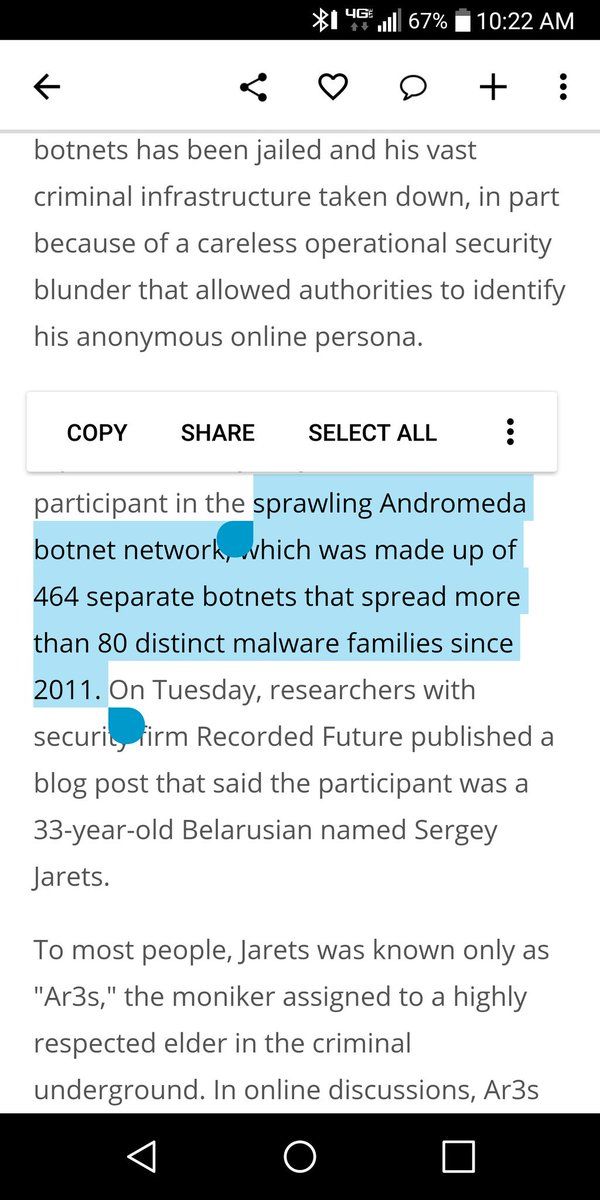 4G 67% 10:22 AM
botnets has been jailed and his vast
criminal infrastructure taken down, in part
because of a careless operational security
blunder that allowed authorities to identify
his anonymous online persona.
COPY SHARE SELECT ALL
participant in the sprawling Andromeda
botnet network, which was made up of
464 separate botnets that spread more
than 80 distinct malware families since
2011. On Tuesday, researchers with
security firm Recorded Future published a
blog post that said the participant was a
33-year-old Belarusian named Sergey
Jarets.
To most people, Jarets was known only as
"Ar3s," the moniker assigned to a highly
respected elder in the criminal
underground. In online discussions, Ar3s